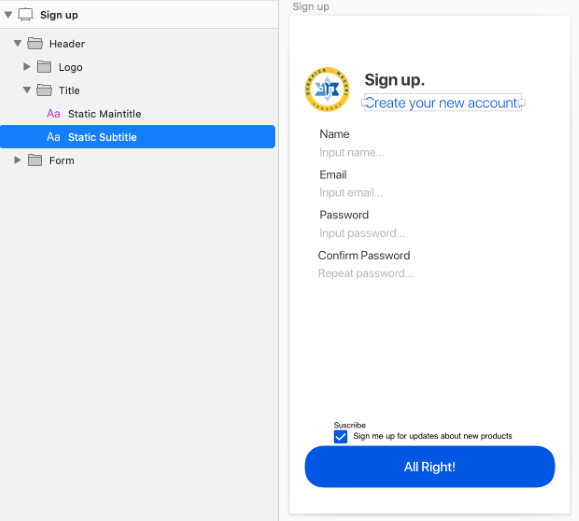 Sign up
Header
Logo
Title
Aa Static Maintitle
Aa Static Subtitle
Form
Sign up
Sign up.
Create your new account.
Name
Input name...
Email
Input email...
Password
Input password...
Confirm Password
Repeat password...
Suscribe
Sign me up for updates about new products
All Right!